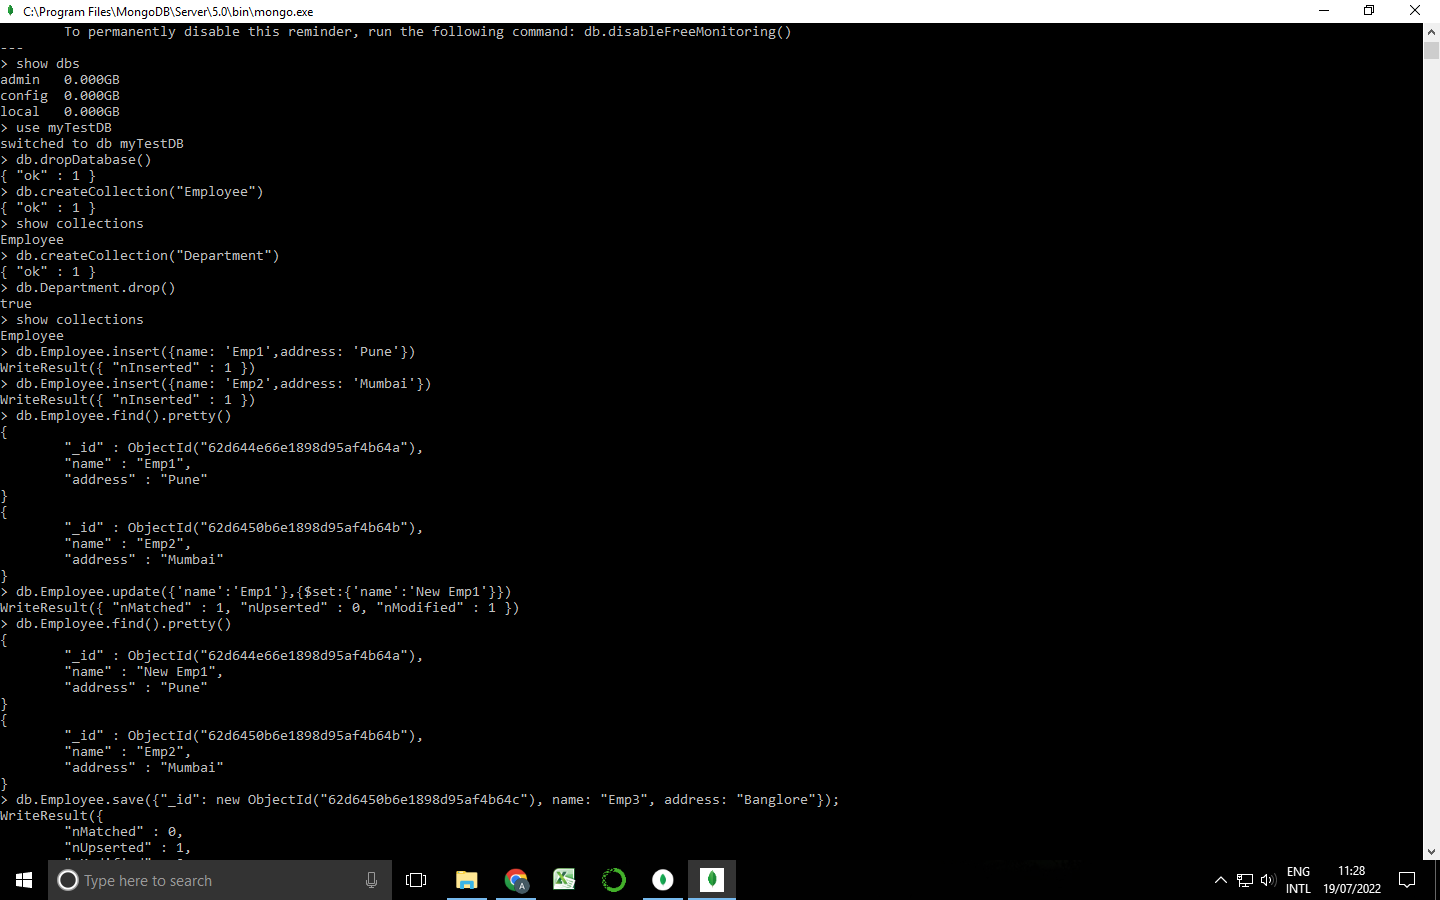 C:\Program Files\MongoDB\Server\5.0\bin\mongo.exe
To permanently disable this reminder, run the following command: db.disableFreeMonitoring()
---
> show dbs
admin   0.000GB
config  0.000GB
local   0.000GB
> use myTestDB
switched to db myTestDB
> db.dropDatabase()
{ "ok" : 1 }
> db.createCollection("Employee")
{ "ok" : 1 }
> show collections
Employee
> db.createCollection("Department")
{ "ok" : 1 }
> db.Department.drop()
true
> show collections
Employee
> db.Employee.insert({name: 'Emp1',address: 'Pune'})
WriteResult({ "nInserted" : 1 })
> db.Employee.insert({name: 'Emp2',address: 'Mumbai'})
WriteResult({ "nInserted" : 1 })
> db.Employee.find().pretty()
{
        "_id" : ObjectId("62d644e66e1898d95af4b64a"),
        "name" : "Emp1",
        "address" : "Pune"
}
{
        "_id" : ObjectId("62d6450b6e1898d95af4b64b"),
        "name" : "Emp2",
        "address" : "Mumbai"
}
> db.Employee.update({'name':'Emp1'},{$set:{'name':'New Emp1'}})
WriteResult({ "nMatched" : 1, "nUpserted" : 0, "nModified" : 1 })
> db.Employee.find().pretty()
{
        "_id" : ObjectId("62d644e66e1898d95af4b64a"),
        "name" : "New Emp1",
        "address" : "Pune"
}
{
        "_id" : ObjectId("62d6450b6e1898d95af4b64b"),
        "name" : "Emp2",
        "address" : "Mumbai"
}
> db.Employee.save({"_id": new ObjectId("62d6450b6e1898d95af4b64c"), name: "Emp3", address: "Banglore"});
WriteResult({
        "nMatched" : 0,
        "nUpserted" : 1,
Type here to search
A
ENG
INTL
11:28
19/07/2022